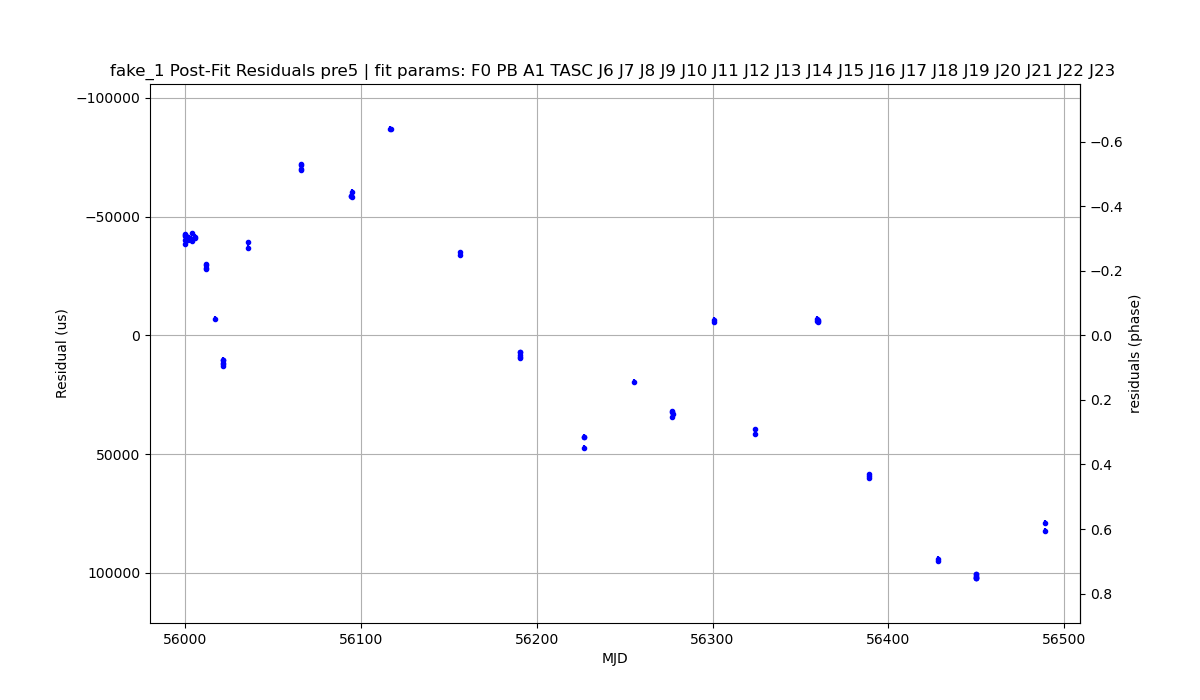 fake_1 Post-Fit Residuals pre5 | fit params: F0 PB A1 TASC J6 J7 J8 J9 J10 J11 J12 J13 J14 J15 J16 J17 J18 J19 J20 J21 J22 J23
−100000
−50000
0
50000
100000
Residual (us)
−0.6
−0.4
−0.2
0.0
0.2
0.4
0.6
0.8
residuals (phase)
56000 56100 56200 56300 56400 56500
MJD